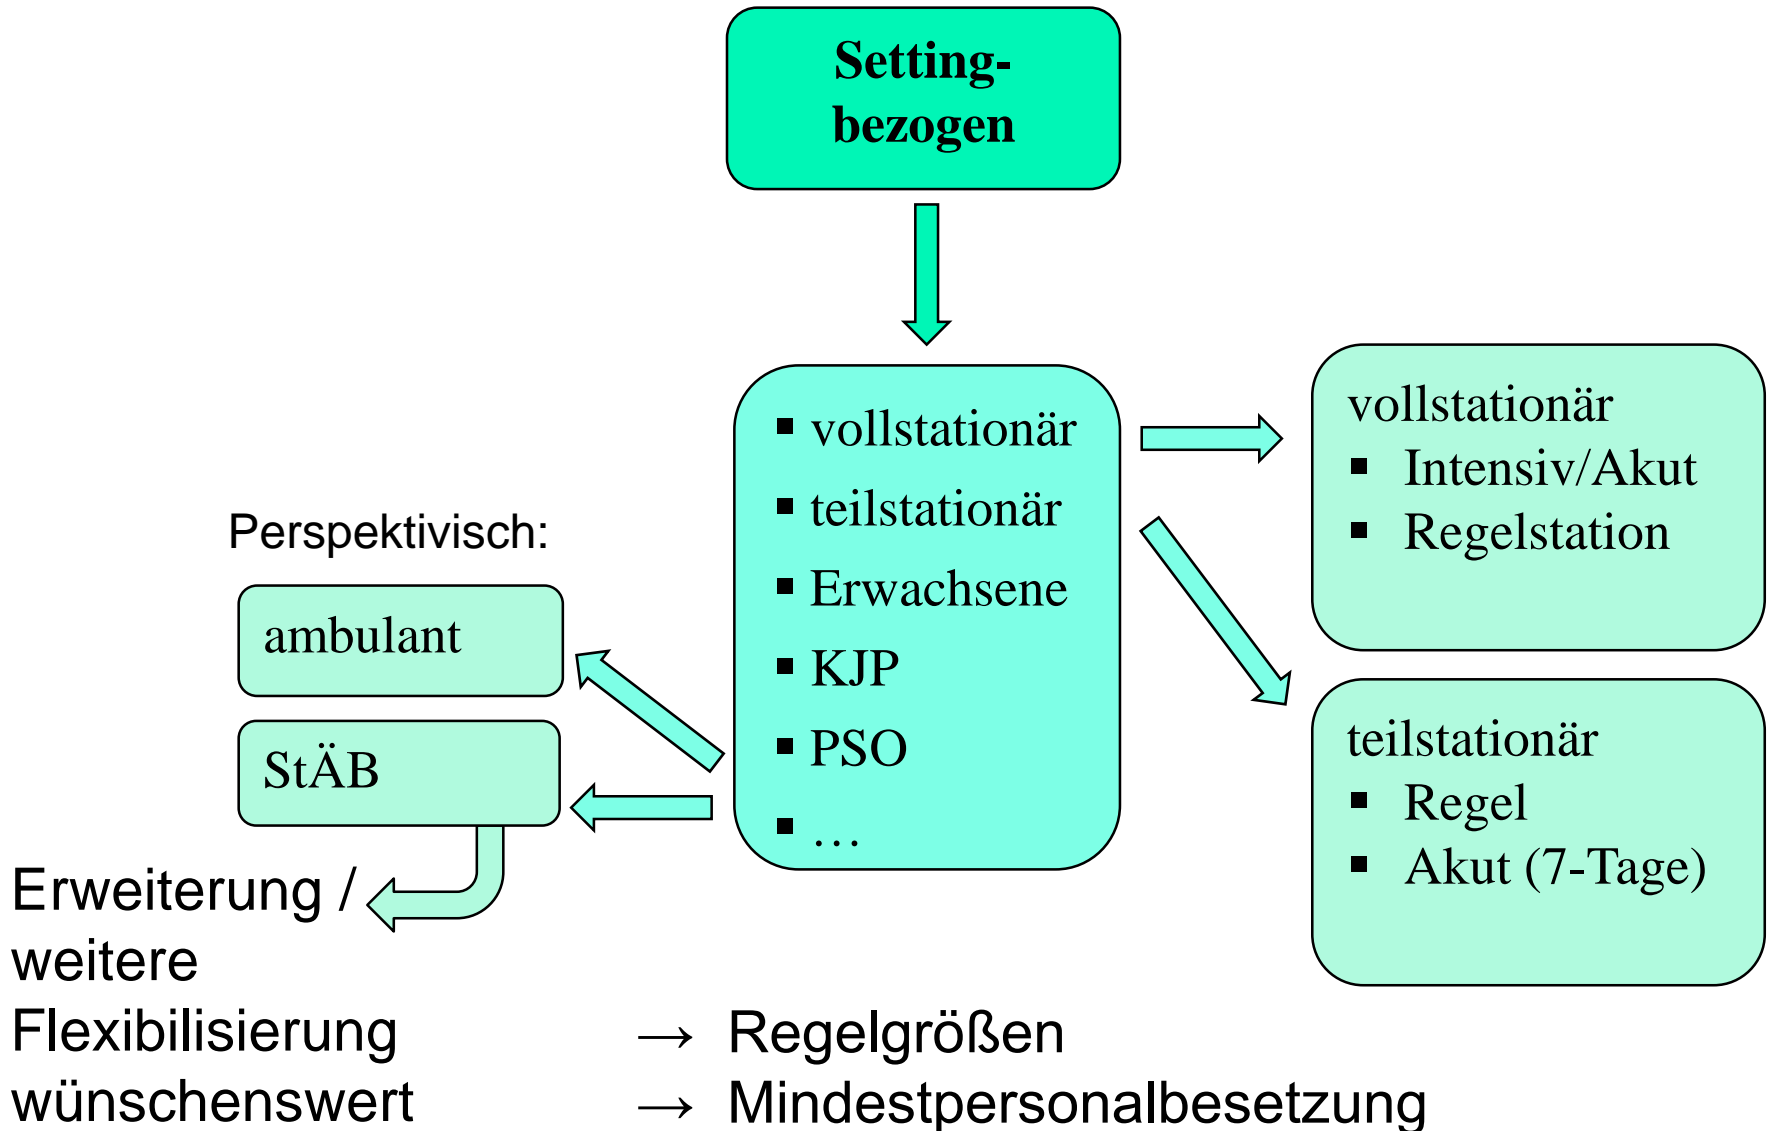 Setting-
bezogen
▪ vollstationär
▪ teilstationär
▪ Erwachsene
▪ KJP
▪ PSO
▪ …
vollstationär
▪ Intensiv/Akut
▪ Regelstation
teilstationär
▪ Regel
▪ Akut (7-Tage)
Perspektivisch:
ambulant
StÄB
Erweiterung /
weitere
Flexibilisierung
wünschenswert
→ Regelgrößen
→ Mindestpersonalbesetzung